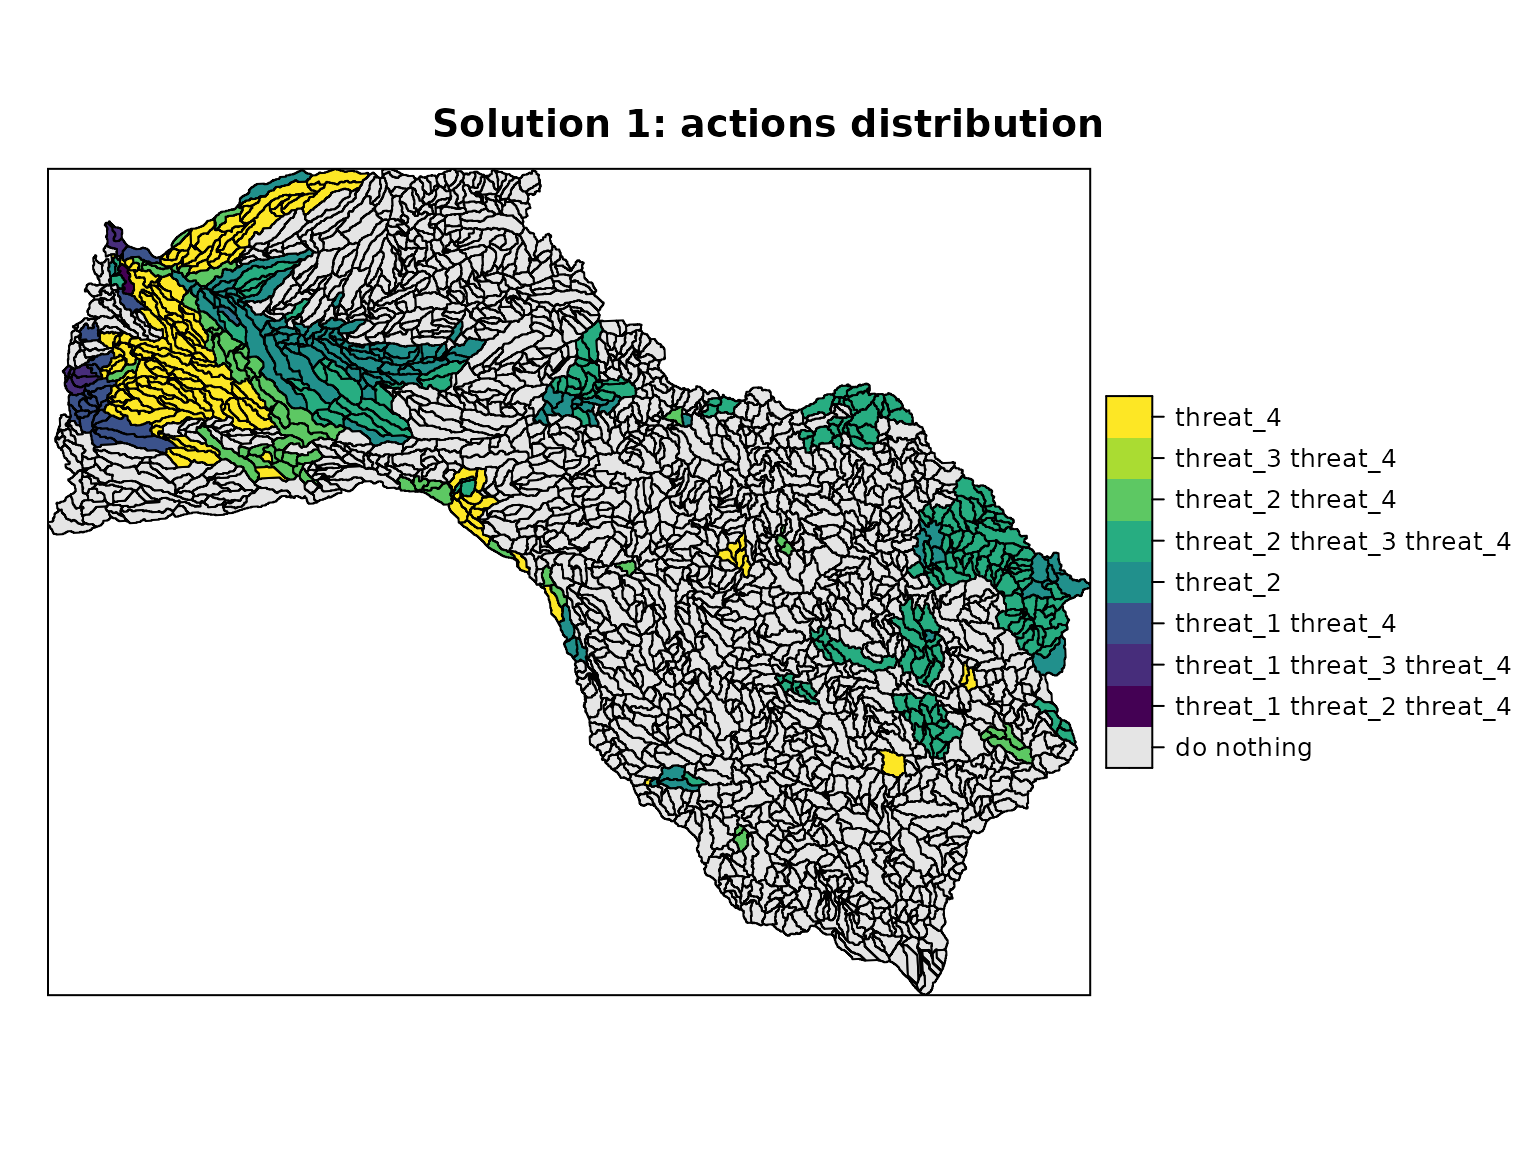 Solution 1: actions distribution
threat_4
threat_3 threat_4
threat_2 threat_4
threat_2 threat_3 threat_4
threat_2
threat_1 threat_4
threat_1 threat_3 threat_4
threat_1 threat_2 threat_4
do nothing